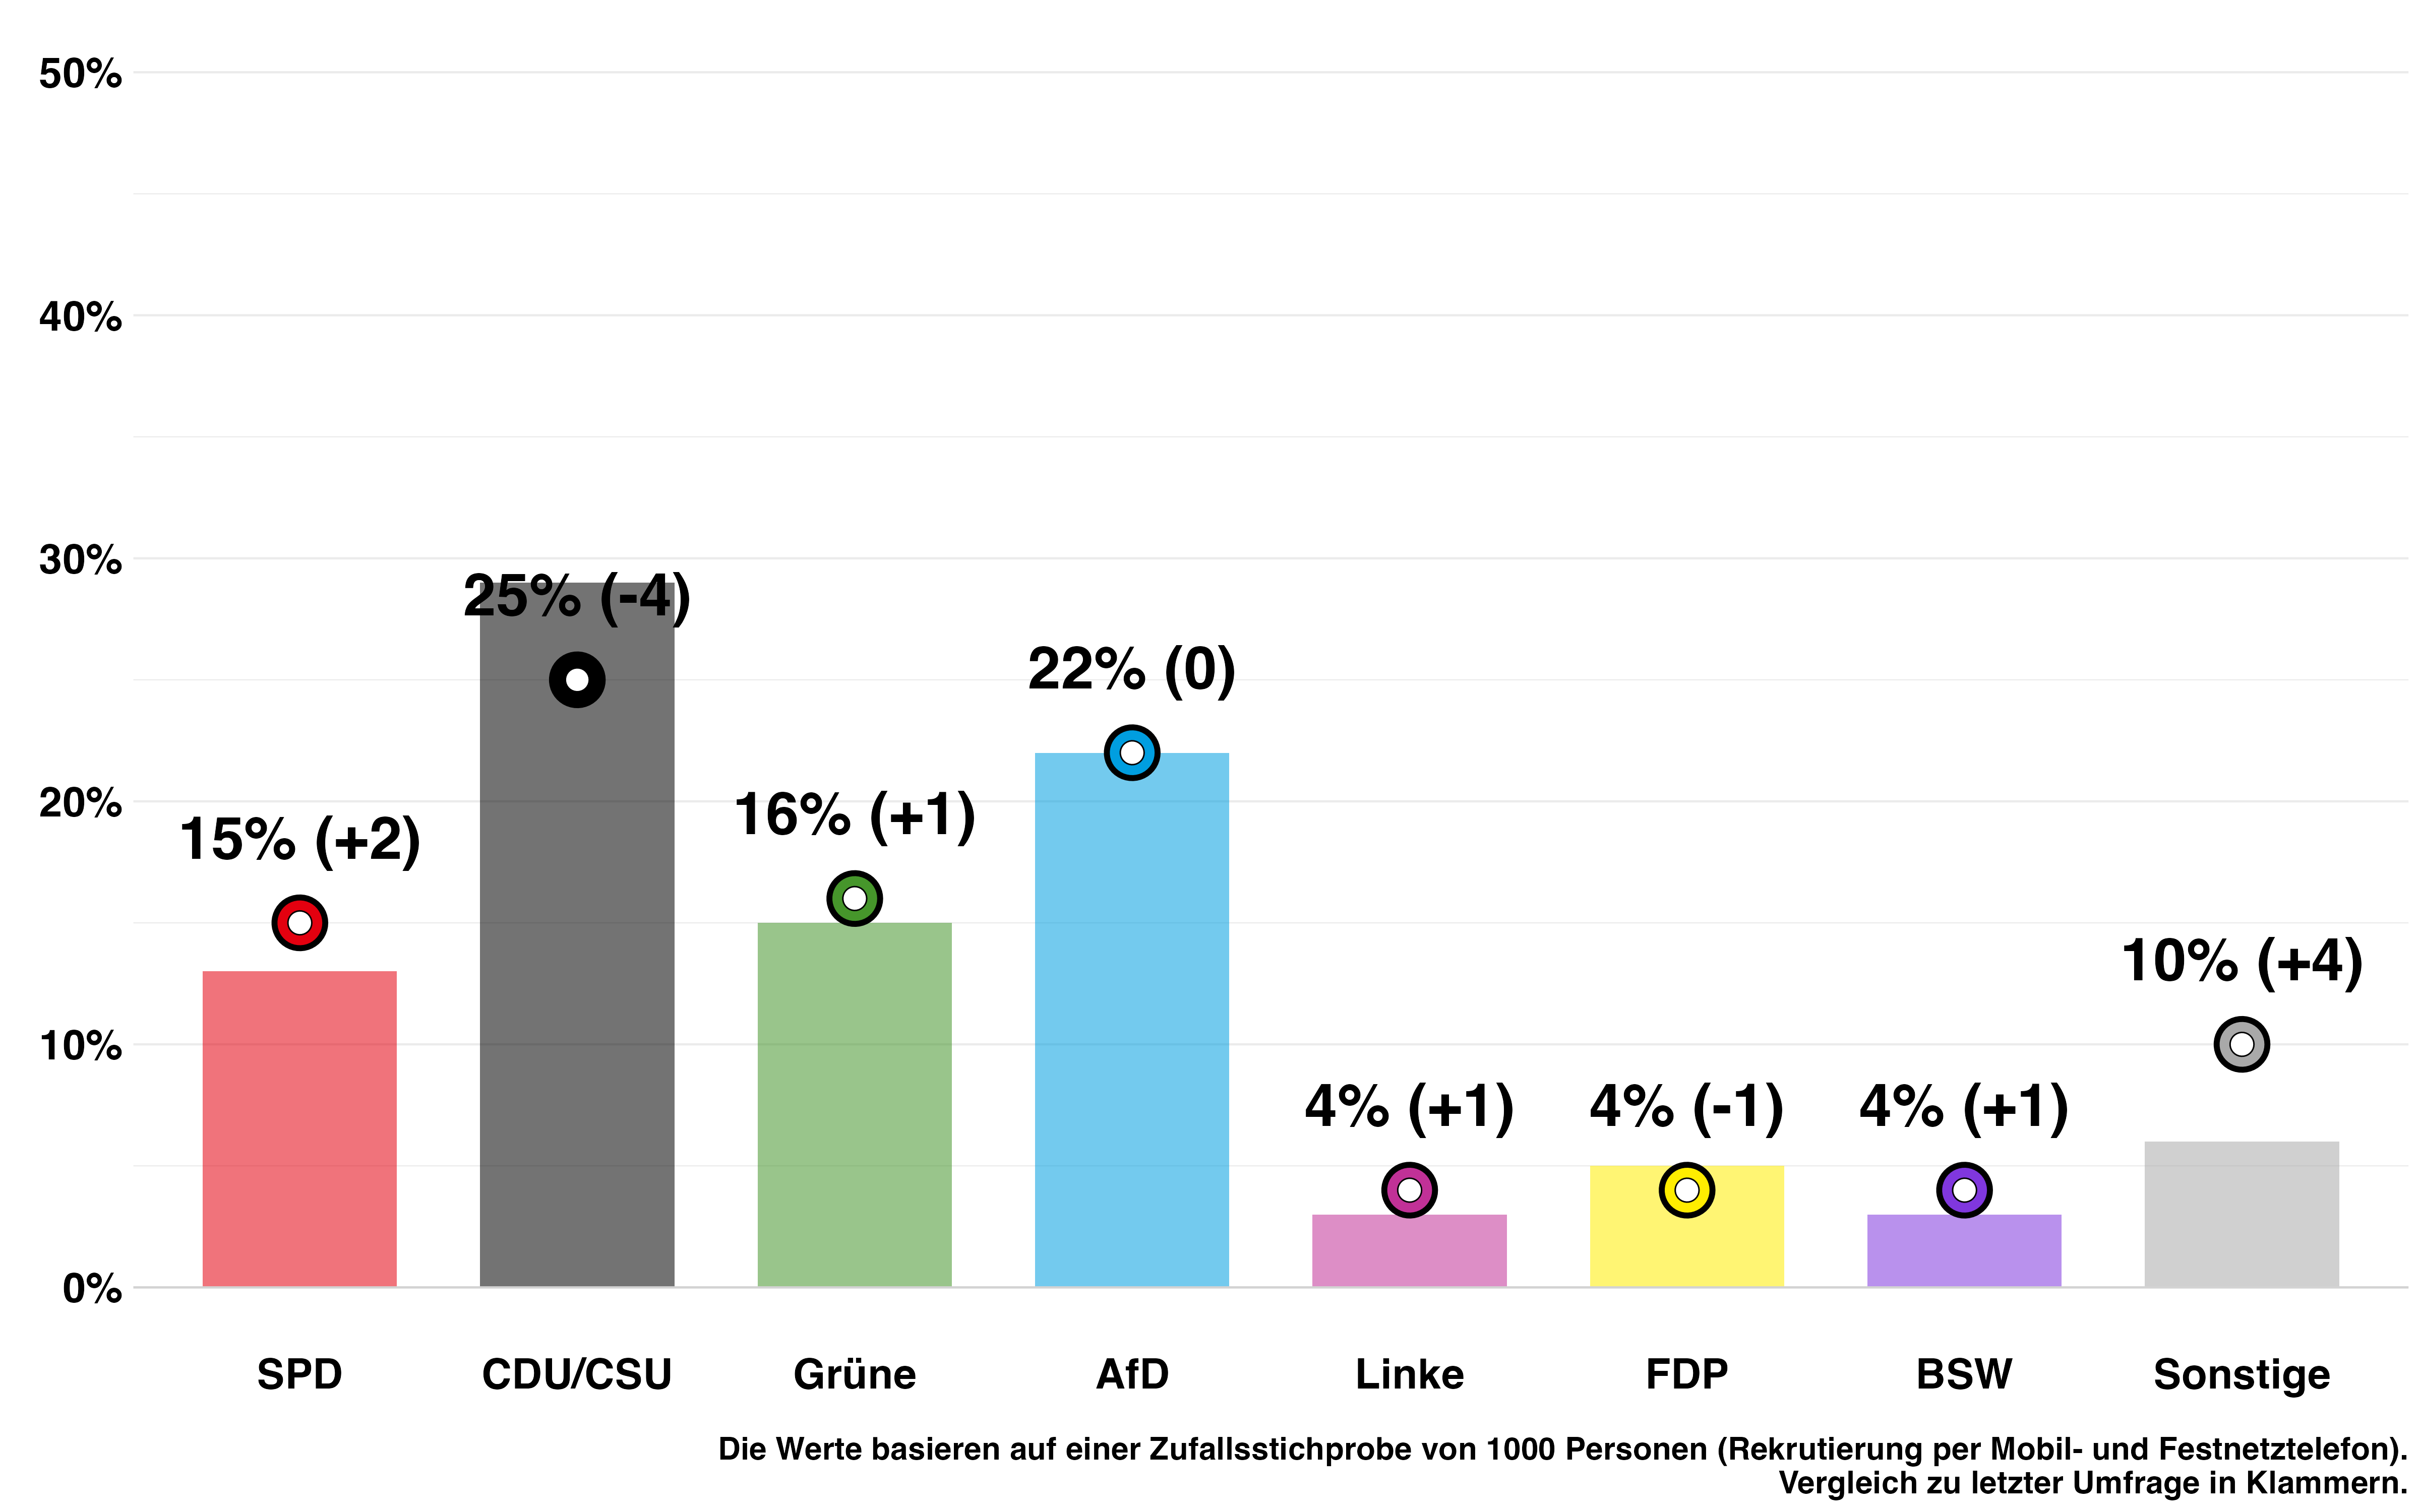 50%
40%
30%
20%
10%
0%
15% (+2)
25% (-4)
16% (+1)
22% (0)
4% (+1)
4% (-1)
4% (+1)
10% (+4)
SPD
CDU/CSU
Grüne
AfD
Linke
FDP
BSW
Sonstige
Die Werte basieren auf einer Zufallsstichprobe von 1000 Personen (Rekrutierung per Mobil- und Festnetztelefon).
Vergleich zu letzter Umfrage in Klammern.